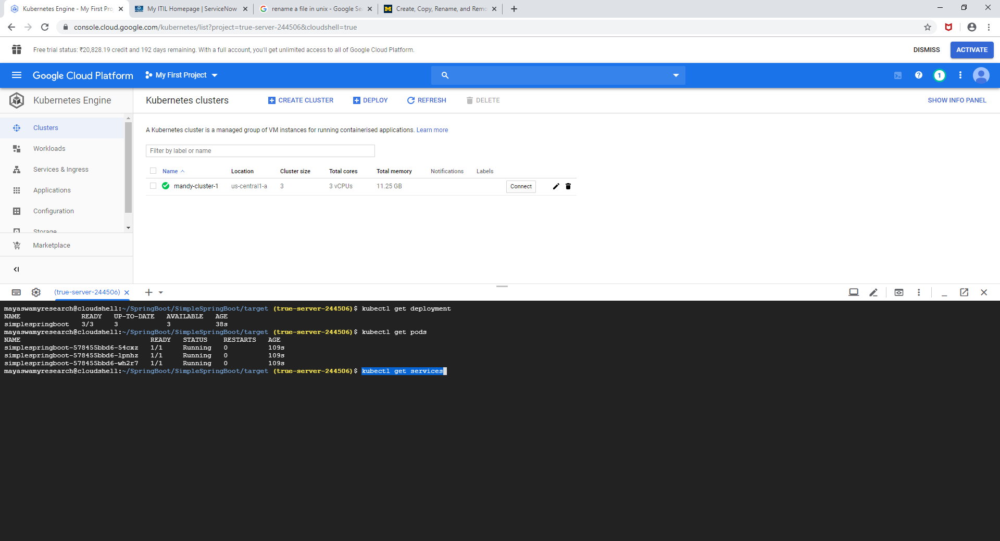 Kubernetes Engine - My First Pro
My ITIL Homepage | ServiceNow
rename a file in unix - Google Se
Create, Copy, Rename, and Remo
console.cloud.google.com/kubernetes/list?project=true-server-244506&cloudshell=true
Free trial status: ₹20,828.19 credit and 192 days remaining. With a full account, you'll get unlimited access to all of Google Cloud Platform.
DISMISS
ACTIVATE
Google Cloud Platform
My First Project
1
Kubernetes Engine
Kubernetes clusters
CREATE CLUSTER
DEPLOY
REFRESH
DELETE
SHOW INFO PANEL
Clusters
Workloads
Services & Ingress
Applications
Configuration
Storage
Marketplace
A Kubernetes cluster is a managed group of VM instances for running containerised applications. Learn more
Filter by label or name
Name Location Cluster size Total cores Total memory Notifications Labels
mandy-cluster-1 us-central1-a 3 3 vCPUs 11.25 GB Connect
(true-server-244506)
mayaswamyresearch@cloudshell:~/SpringBoot/SimpleSpringBoot/target (true-server-244506)$ kubectl get deployment
NAME READY UP-TO-DATE AVAILABLE AGE
simplespringboot 3/3 3 3 38s
mayaswamyresearch@cloudshell:~/SpringBoot/SimpleSpringBoot/target (true-server-244506)$ kubectl get pods
NAME READY STATUS RESTARTS AGE
simplespringboot-578455bbd6-54cxz 1/1 Running 0 109s
simplespringboot-578455bbd6-lpnhz 1/1 Running 0 109s
simplespringboot-578455bbd6-wh2r7 1/1 Running 0 109s
mayaswamyresearch@cloudshell:~/SpringBoot/SimpleSpringBoot/target (true-server-244506)$ kubectl get services